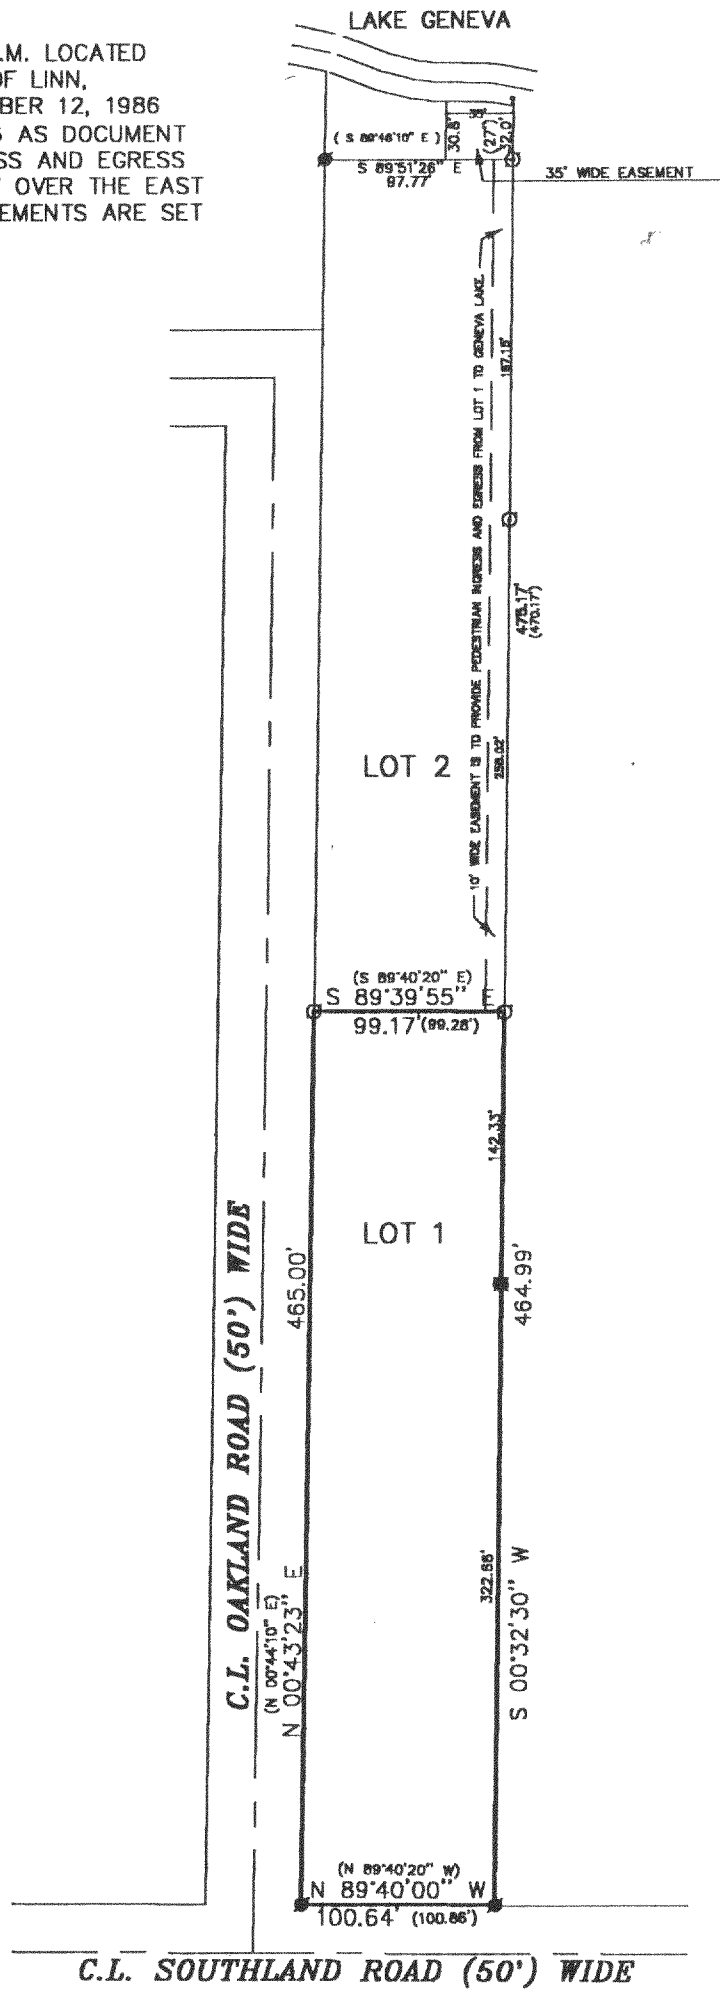 LAKE GENEVA
.M. LOCATED
OF LINN,
BER 12, 1986
AS DOCUMENT
SS AND EGRESS
OVER THE EAST
EMENTS ARE SET
35'
( S 89°46'10" E )
30.8'
(27')
32.0'
S 89°51'26" E
97.77'
35' WIDE EASEMENT
187.15'
10' WIDE EASEMENT IS TO PROVIDE PEDESTRIAN INGRESS AND EGRESS FROM LOT 1 TO GENEVA LAKE.
(470.17')
LOT 2
(S 89°40'20" E)
S 89°39'55" E
99.17' (99.28')
142.33'
LOT 1
465.00'
464.99'
C.L. OAKLAND ROAD (50') WIDE
(N 00°44'10" E)
N 00°43'23" E
322.66'
S 00°32'30" W
(N 89°40'20" W)
N 89°40'00" W
100.64' (100.86')
C.L. SOUTHLAND ROAD (50') WIDE